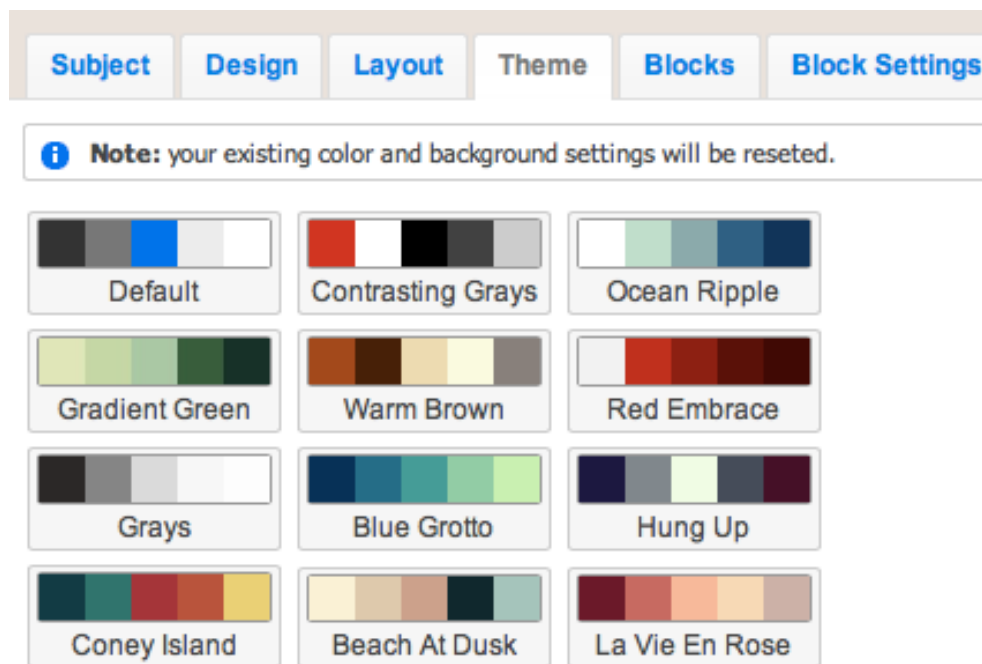 Subject Design Layout Theme Blocks Block Settings
Note: your existing color and background settings will be reseted.
Default Contrasting Grays Ocean Ripple
Gradient Green Warm Brown Red Embrace
Grays Blue Grotto Hung Up
Coney Island Beach At Dusk La Vie En Rose